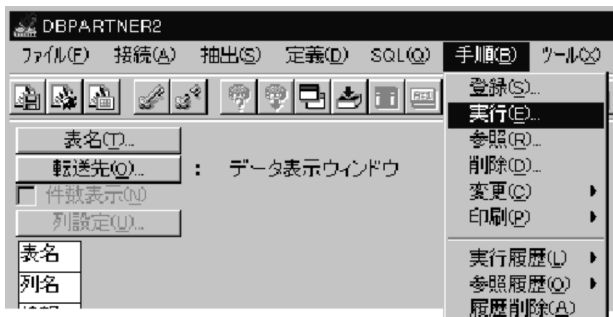 DBPARTNER2
ファイル(F) 接続(A) 抽出(S) 定義(D) SQL(Q) 手順(B) ツール(X)
登録(S)...
実行(E)...
参照(R)...
削除(D)...
変更(C)
印刷(P)
実行履歴(L)
参照履歴(O)
履歴削除(A)
表名(T)...
転送先(O)... : データ表示ウィンドウ
件数表示(N)
列設定(U)...
表名
列名